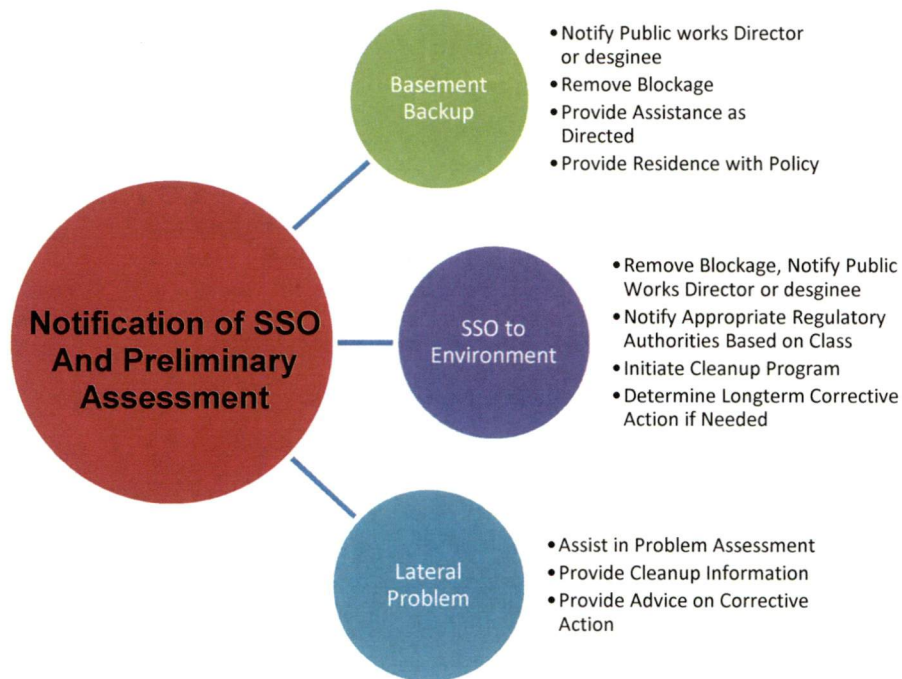 Notification of SSO
And Preliminary
Assessment
Basement
Backup
• Notify Public works Director
or desginee
• Remove Blockage
• Provide Assistance as
Directed
• Provide Residence with Policy
SSO to
Environment
• Remove Blockage, Notify Public
Works Director or desginee
• Notify Appropriate Regulatory
Authorities Based on Class
• Initiate Cleanup Program
• Determine Longterm Corrective
Action if Needed
Lateral
Problem
• Assist in Problem Assessment
• Provide Cleanup Information
• Provide Advice on Corrective
Action